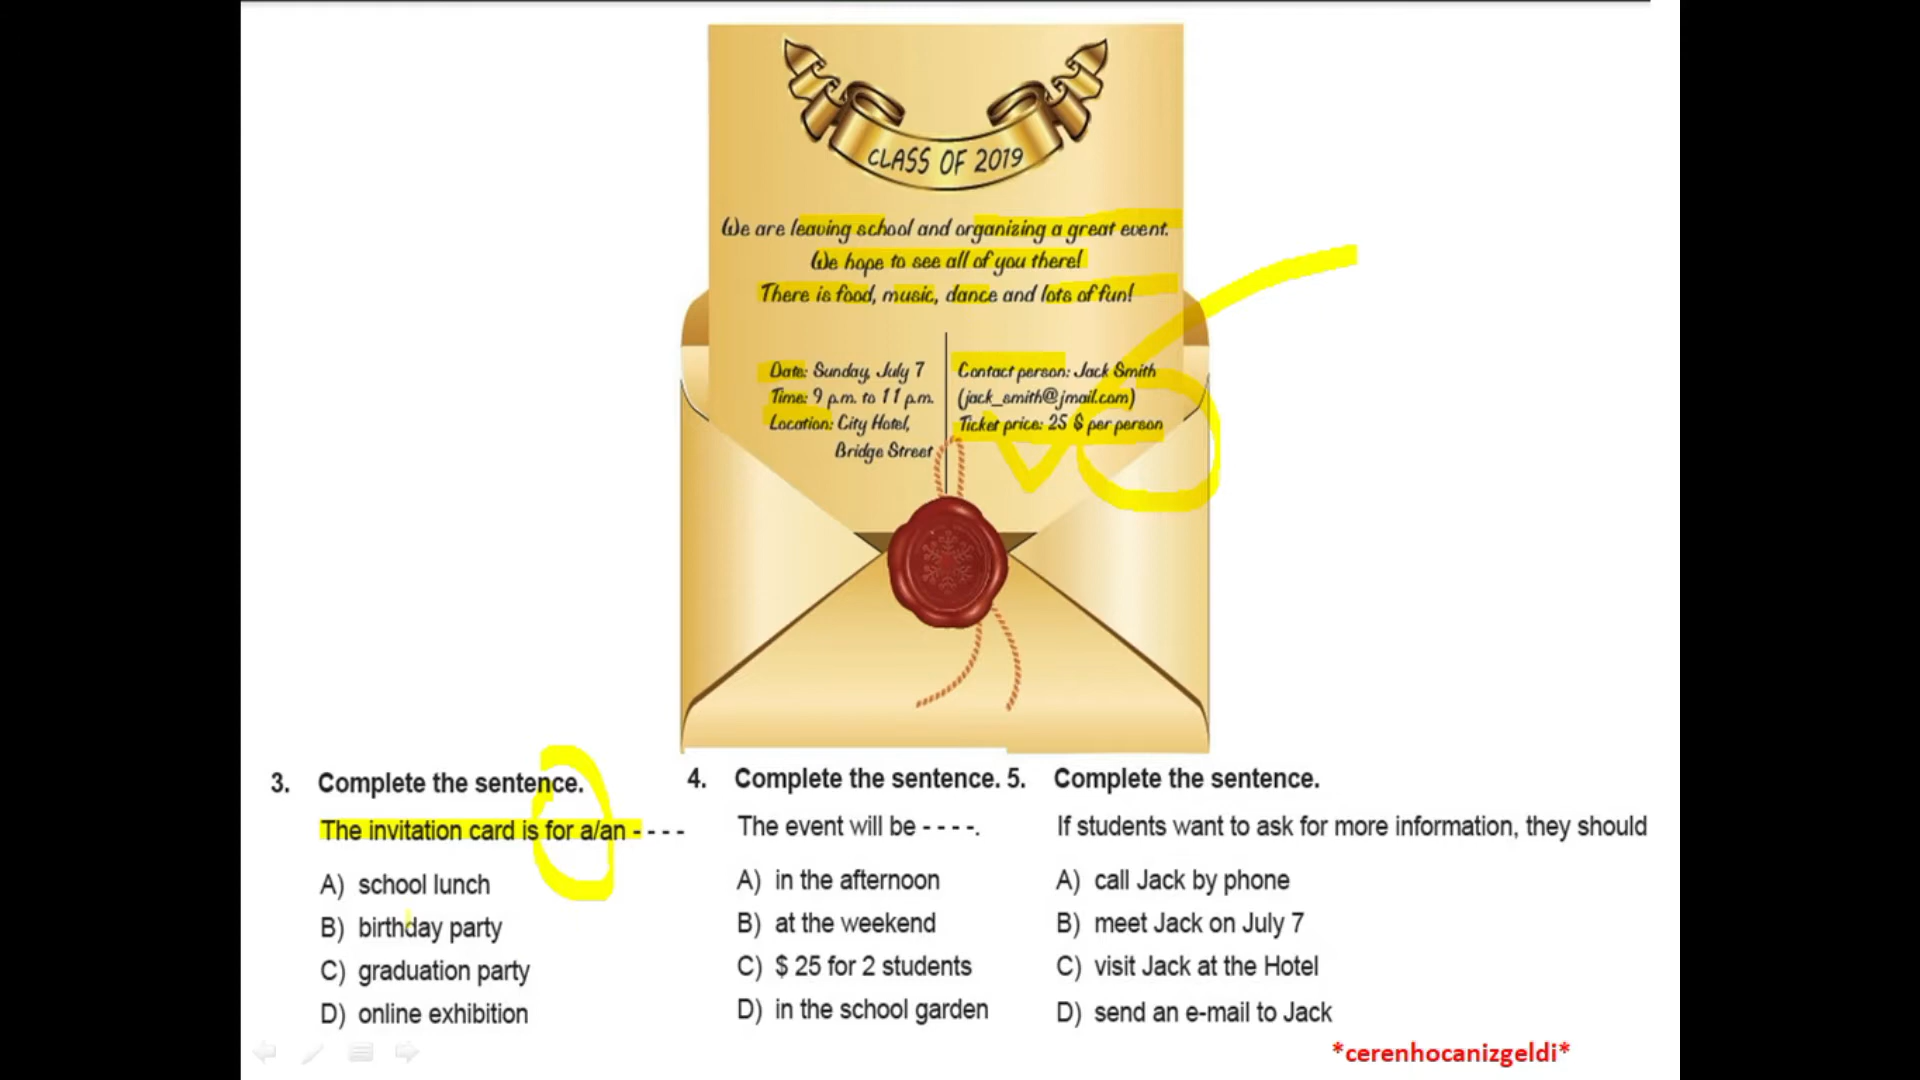 CLASS OF 2019
We are leaving school and organizing a great event.
We hope to see all of you there!
There is food, music, dance and lots of fun!
Date: Sunday, July 7
Time: 9 p.m. to 11 p.m.
Location: City Hotel,
Bridge Street
Contact person: Jack Smith
(jack_smith@jmail.com)
Ticket price: 25 $ per person
3. Complete the sentence.
The invitation card is for a/an - - - -
A) school lunch
B) birthday party
C) graduation party
D) online exhibition
4. Complete the sentence.
The event will be - - - -.
A) in the afternoon
B) at the weekend
C) $ 25 for 2 students
D) in the school garden
5. Complete the sentence.
If students want to ask for more information, they should
A) call Jack by phone
B) meet Jack on July 7
C) visit Jack at the Hotel
D) send an e-mail to Jack
*cerenhocanizgeldi*